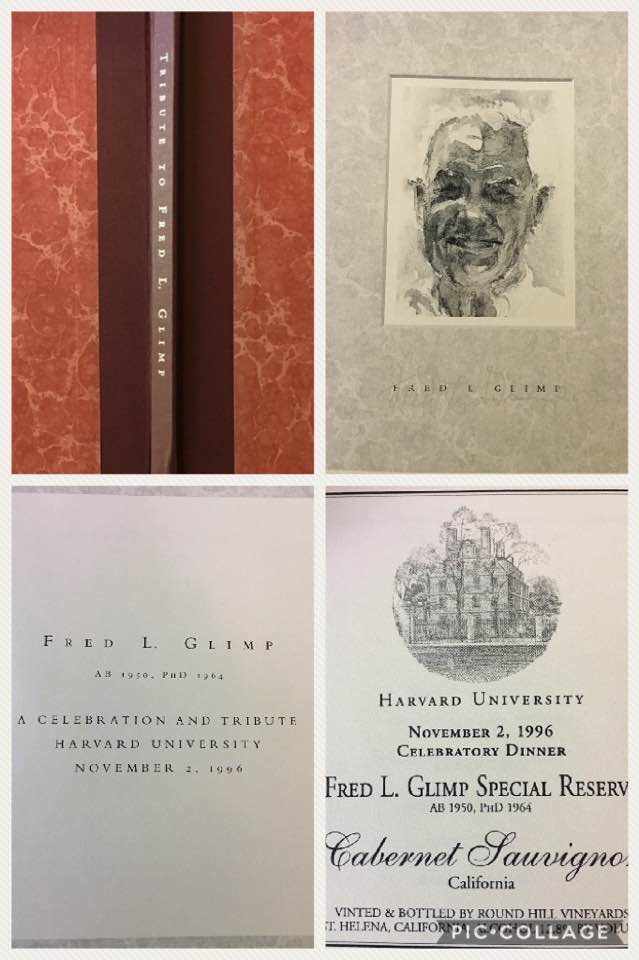 TRIBUTE TO FRED L. GLIMP
FRED L GLIMP
FRED L. GLIMP
AB 1950, PHD 1964
A CELEBRATION AND TRIBUTE
HARVARD UNIVERSITY
NOVEMBER 2, 1996
HARVARD UNIVERSITY
NOVEMBER 2, 1996
CELEBRATORY DINNER
FRED L. GLIMP SPECIAL RESERV
AB 1950, PHD 1964
Cabernet Sauvigno
California
VINTED & BOTTLED BY ROUND HILL VINEYARDS
ST. HELENA, CALIFORNIA
PIC COLLAGE